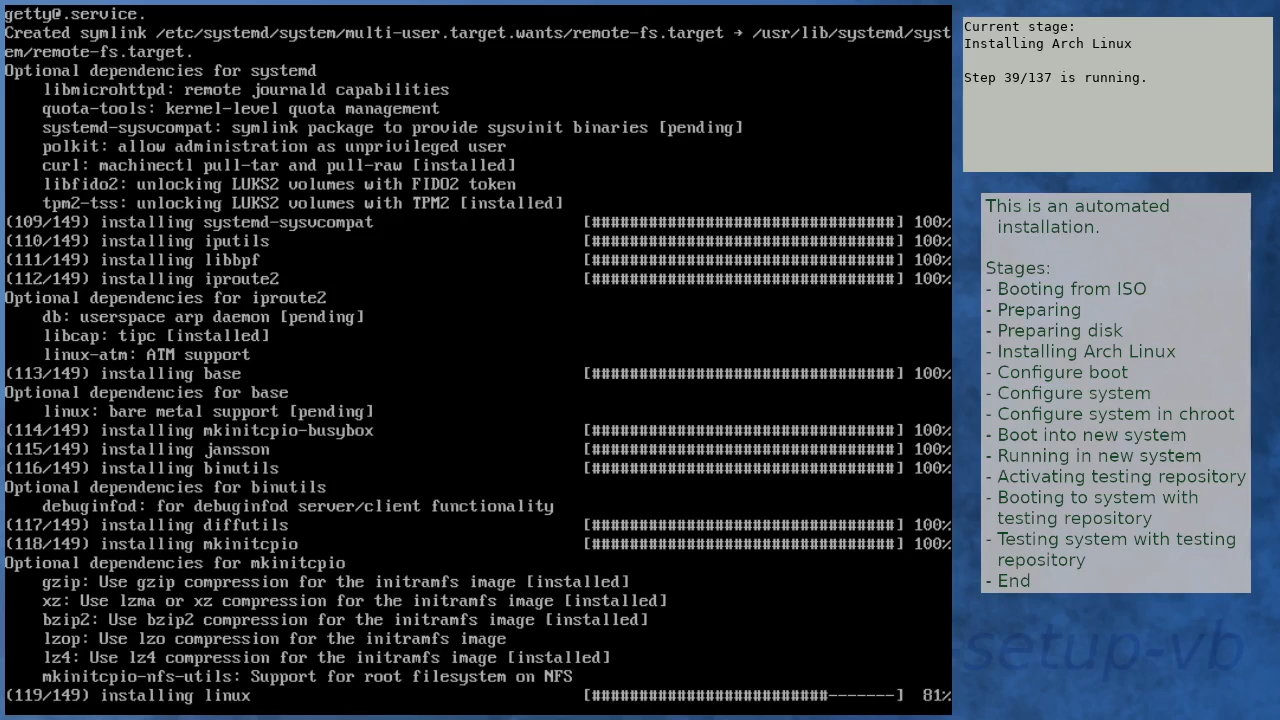 getty@.service.
Created symlink /etc/systemd/system/multi-user.target.wants/remote-fs.target → /usr/lib/systemd/syst
em/remote-fs.target.
Optional dependencies for systemd
    libmicrohttpd: remote journald capabilities
    quota-tools: kernel-level quota management
    systemd-sysvcompat: symlink package to provide sysvinit binaries [pending]
    polkit: allow administration as unprivileged user
    curl: machinectl pull-tar and pull-raw [installed]
    libfido2: unlocking LUKS2 volumes with FIDO2 token
    tpm2-tss: unlocking LUKS2 volumes with TPM2 [installed]
(109/149) installing systemd-sysvcompat                      [################################] 100%
(110/149) installing iputils                                 [################################] 100%
(111/149) installing libbpf                                  [################################] 100%
(112/149) installing iproute2                                [################################] 100%
Optional dependencies for iproute2
    db: userspace arp daemon [pending]
    libcap: tipc [installed]
    linux-atm: ATM support
(113/149) installing base                                    [################################] 100%
Optional dependencies for base
    linux: bare metal support [pending]
(114/149) installing mkinitcpio-busybox                      [################################] 100%
(115/149) installing jansson                                 [################################] 100%
(116/149) installing binutils                                [################################] 100%
Optional dependencies for binutils
    debuginfod: for debuginfod server/client functionality
(117/149) installing diffutils                               [################################] 100%
(118/149) installing mkinitcpio                              [################################] 100%
Optional dependencies for mkinitcpio
    gzip: Use gzip compression for the initramfs image [installed]
    xz: Use lzma or xz compression for the initramfs image [installed]
    bzip2: Use bzip2 compression for the initramfs image [installed]
    lzop: Use lzo compression for the initramfs image
    lz4: Use lz4 compression for the initramfs image [installed]
    mkinitcpio-nfs-utils: Support for root filesystem on NFS
(119/149) installing linux                                   [#########################-------]  81%
Current stage:
Installing Arch Linux
Step 39/137 is running.
This is an automated
installation.
Stages:
- Booting from ISO
- Preparing
- Preparing disk
- Installing Arch Linux
- Configure boot
- Configure system
- Configure system in chroot
- Boot into new system
- Running in new system
- Activating testing repository
- Booting to system with
testing repository
- Testing system with testing
repository
- End
-setup-vb